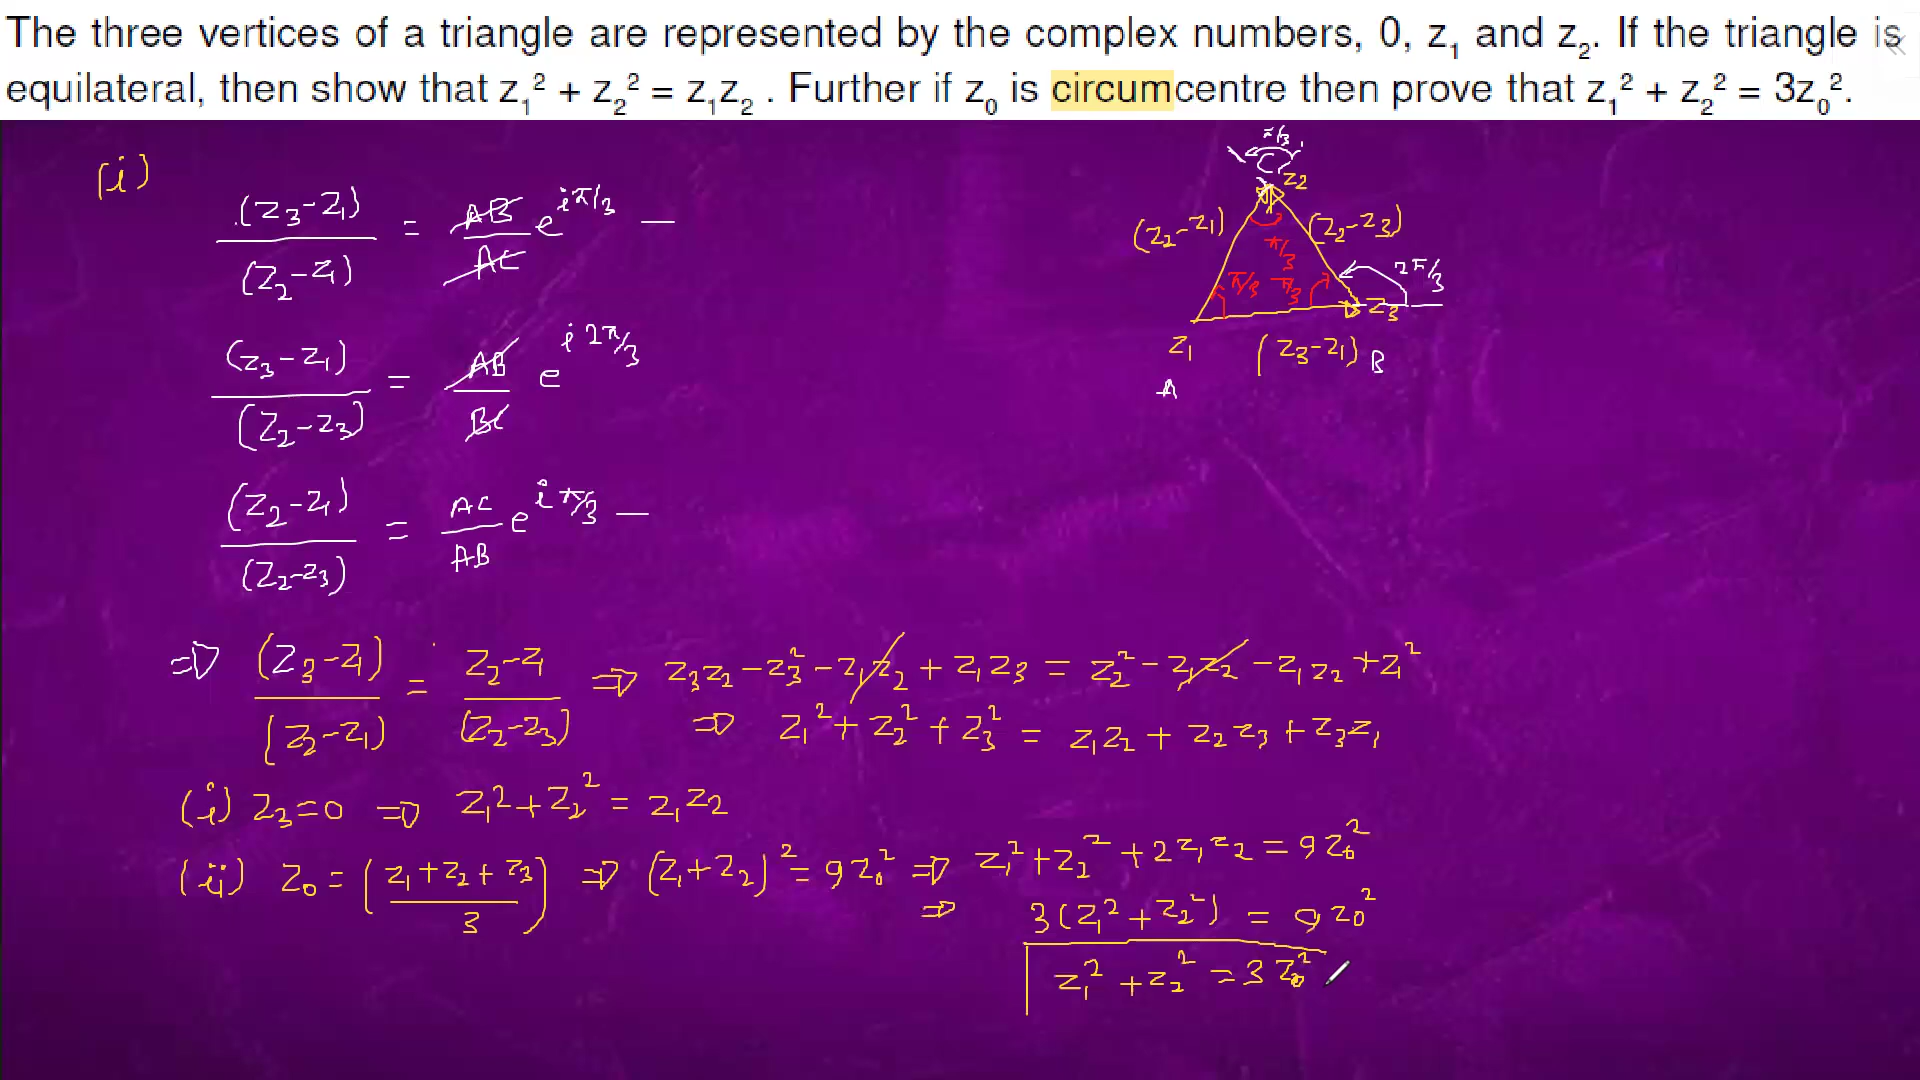 The three vertices of a triangle are represented by the complex numbers, 0, z₁ and z₂. If the triangle is
equilateral, then show that z₁² + z₂² = z₁z₂ . Further if z₀ is circumcentre then prove that z₁² + z₂² = 3z₀².
(i)
(z₃-z₁)/(z₂-z₁) = AB/AC e^(iπ/3) —
(z₃-z₁)/(z₂-z₃) = AB/BC e^(i2π/3)
(z₂-z₁)/(z₂-z₃) = AC/AB e^(iπ/3) —
π/3
C
z₂
(z₂-z₁)
(z₂-z₃)
π/3
2π/3
π/3
π/3
z₃
z₁
(z₃-z₁)
B
A
⇒ (z₃-z₁)/(z₂-z₁) = z₂-z₁/(z₂-z₃) ⇒ z₃z₂-z₃²-z₁z₂+z₁z₃ = z₂²-z₁z₂-z₁z₂+z₁²
⇒ z₁²+z₂²+z₃² = z₁z₂+z₂z₃+z₃z₁
(i) z₃=0 ⇒ z₁²+z₂² = z₁z₂
(ii) z₀ = (z₁+z₂+z₃/3) ⇒ (z₁+z₂)² = 9z₀² ⇒ z₁²+z₂²+2z₁z₂ = 9z₀²
⇒ 3(z₁²+z₂²) = 9z₀²
z₁²+z₂² = 3z₀²